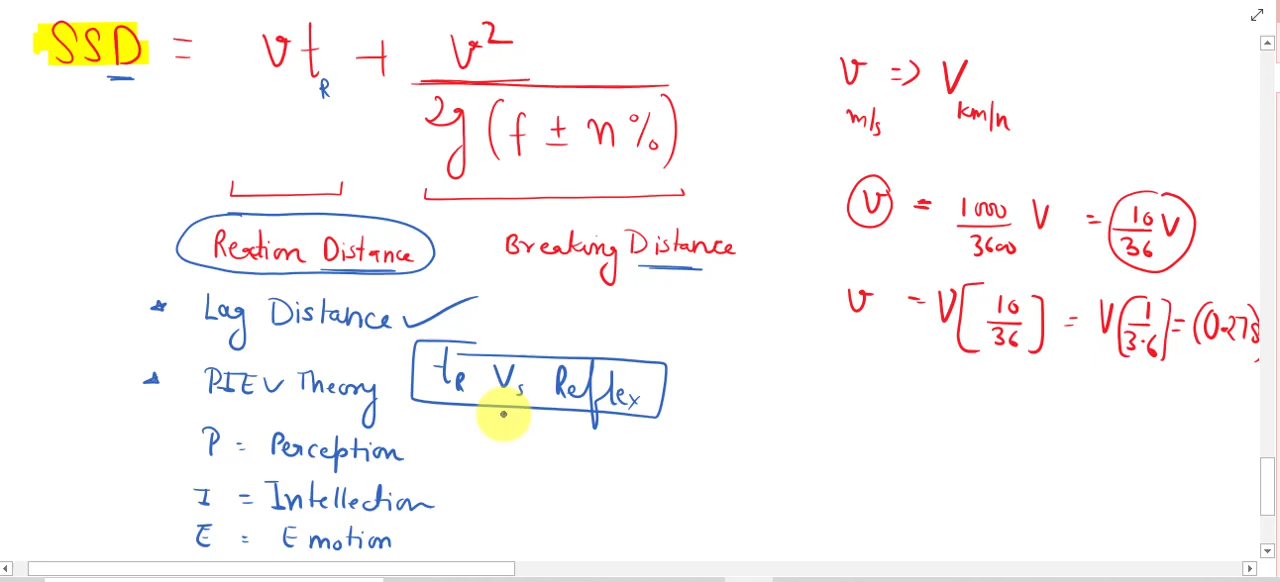 SSD = vt_R + v² / 2g(f ± n%)
Rection Distance
Breaking Distance
* Lag Distance ✓
* PIEV Theory
t_R Vs Reflex
P = Perception
I = Intellection
E = Emotion
v => V
m/s km/h
v = 1000/3600 V = 10/36 V
v = V[10/36] = V(1/3.6) = (0.278